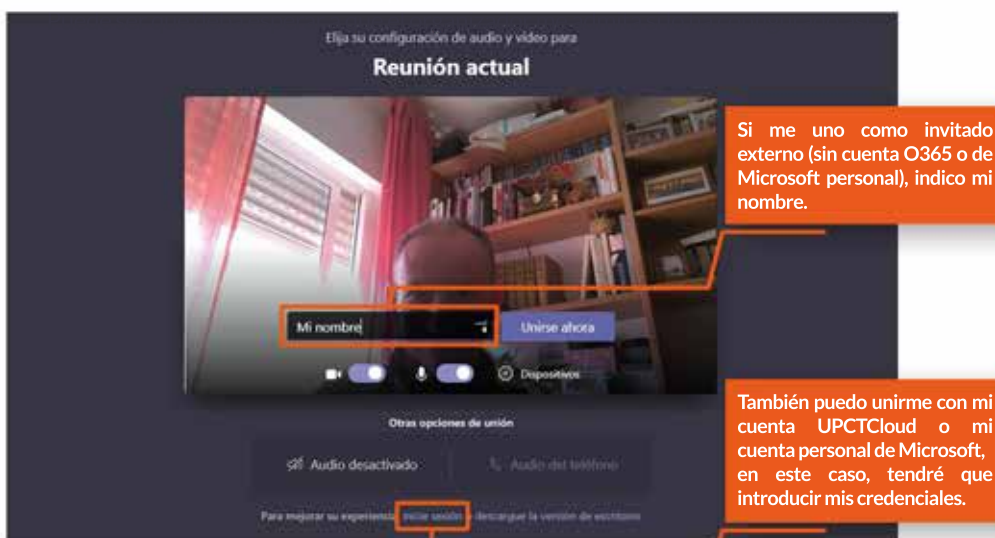 Elija su configuración de audio y vídeo para
Reunión actual
Si me uno como invitado
externo (sin cuenta O365 o de
Microsoft personal), indico mi
nombre.
Mi nombre
Unirse ahora
Dispositivos
Otras opciones de unión
Audio desactivado
Audio del teléfono
También puedo unirme con mi
cuenta UPCTCloud o mi
cuenta personal de Microsoft,
en este caso, tendré que
introducir mis credenciales.
Para mejorar su experiencia, iniciar sesión descargue la versión de escritorio